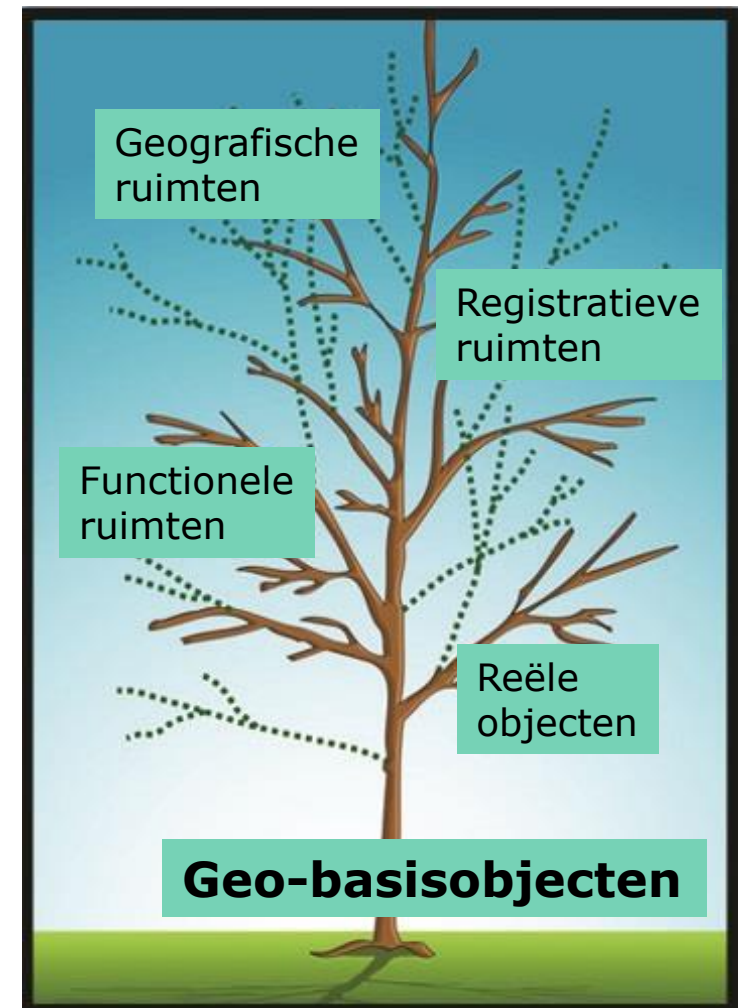 Geografische
ruimten
Registratieve
ruimten
Functionele
ruimten
Reële
objecten
Geo-basisobjecten